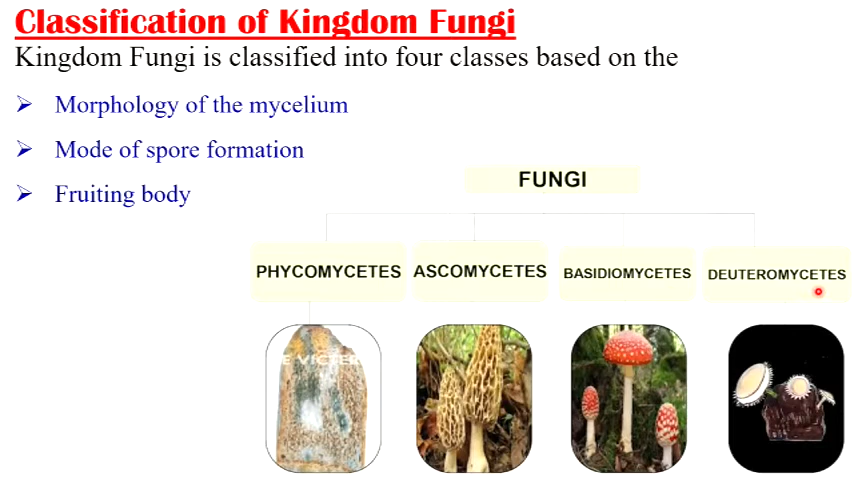 Classification of Kingdom Fungi
Kingdom Fungi is classified into four classes based on the
Morphology of the mycelium
Mode of spore formation
Fruiting body
FUNGI
PHYCOMYCETES
ASCOMYCETES
BASIDIOMYCETES
DEUTEROMYCETES